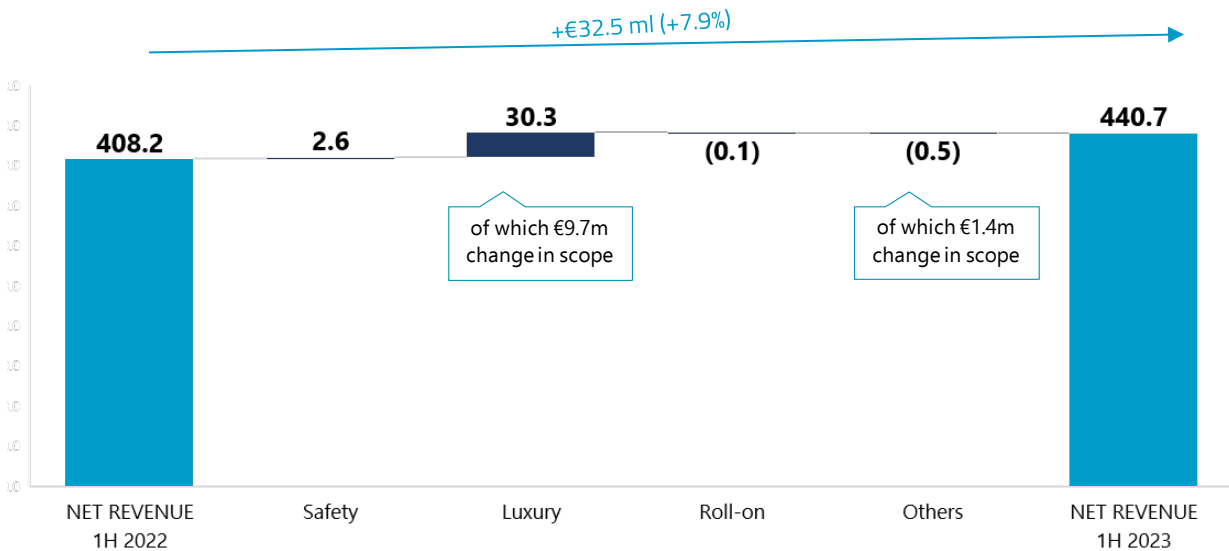 +€32.5 ml (+7.9%)
408.2
2.6
30.3
(0.1)
(0.5)
440.7
of which €9.7m
change in scope
of which €1.4m
change in scope
NET REVENUE
1H 2022
Safety
Luxury
Roll-on
Others
NET REVENUE
1H 2023